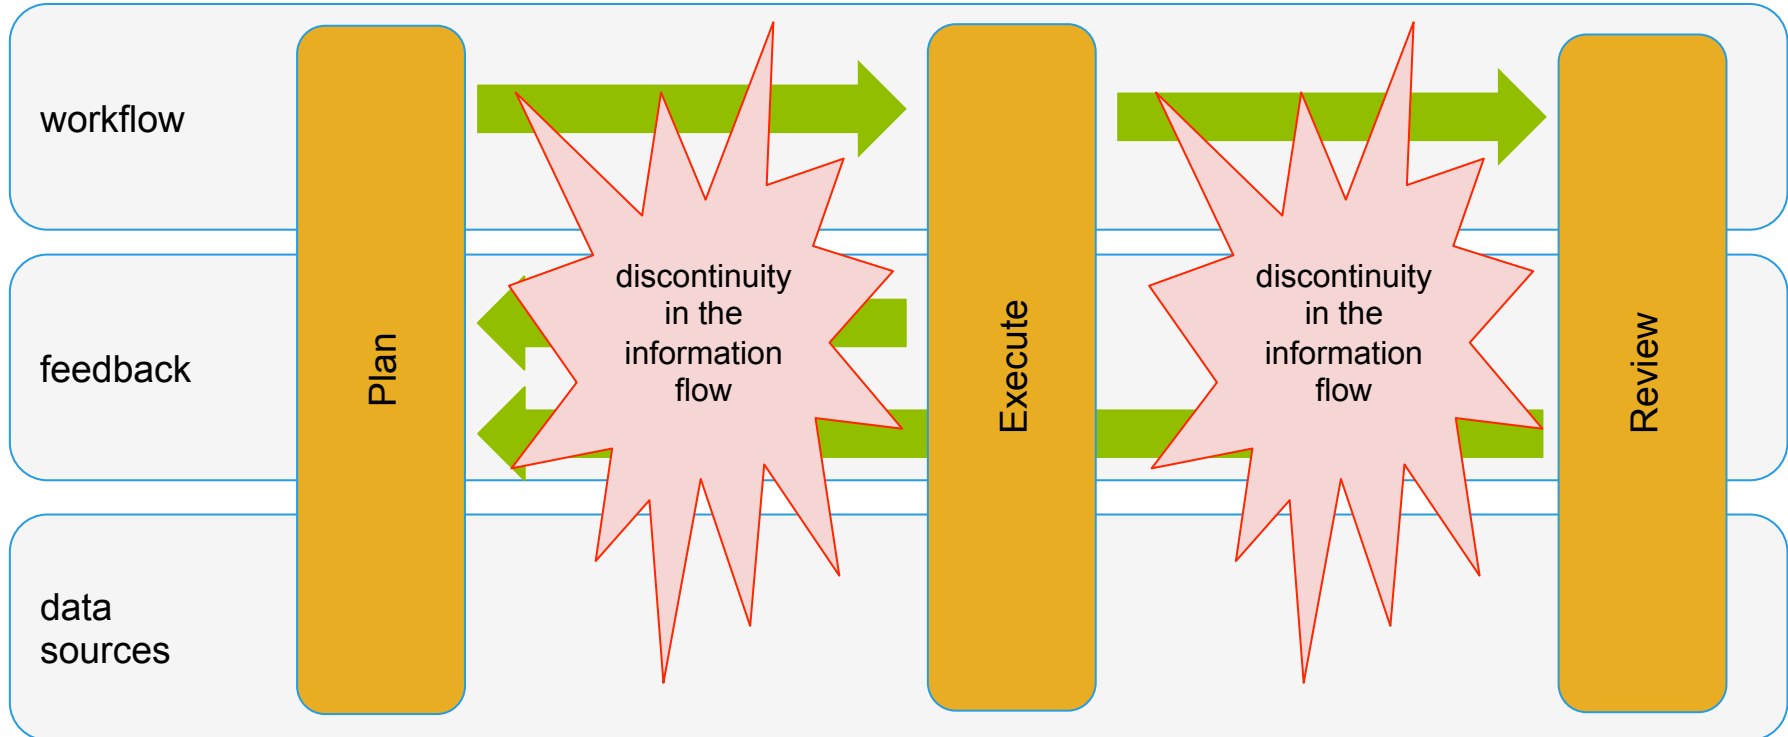 workflow
feedback
data
sources
Plan
discontinuity
in the
information
flow
Execute
discontinuity
in the
information
flow
Review